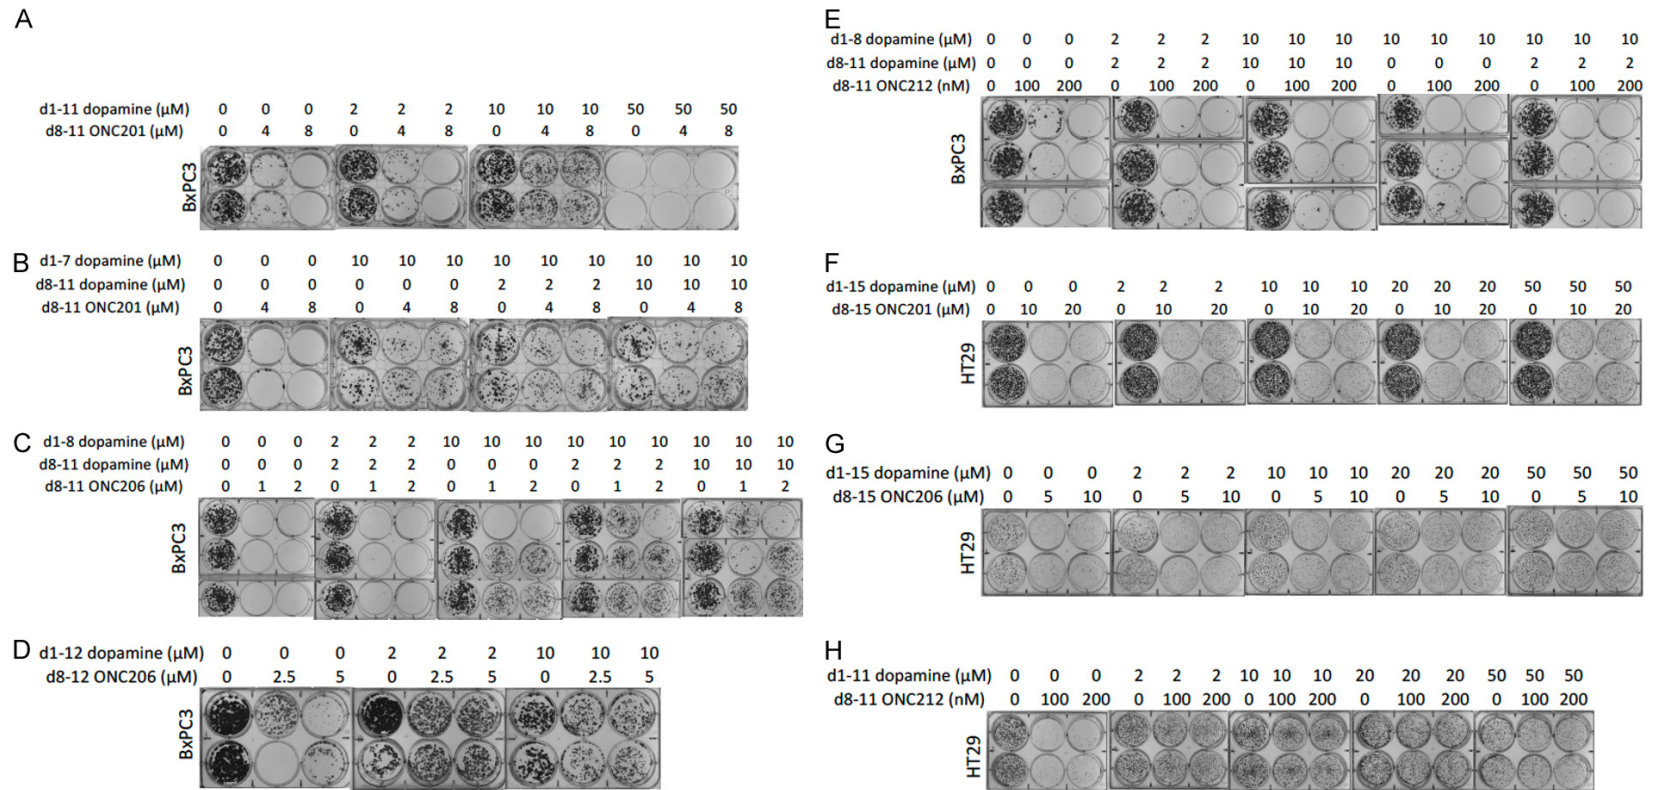 A
d1-11 dopamine (µM) 0 0 0 2 2 2 10 10 10 50 50 50
d8-11 ONC201 (µM) 0 4 8 0 4 8 0 4 8 0 4 8
BxPC3
B
d1-7 dopamine (µM) 0 0 0 10 10 10 10 10 10 10 10 10
d8-11 dopamine (µM) 0 0 0 0 0 0 2 2 2 10 10 10
d8-11 ONC201 (µM) 0 4 8 0 4 8 0 4 8 0 4 8
BxPC3
C
d1-8 dopamine (µM) 0 0 0 2 2 2 10 10 10 10 10 10 10 10 10
d8-11 dopamine (µM) 0 0 0 2 2 2 0 0 0 2 2 2 10 10 10
d8-11 ONC206 (µM) 0 1 2 0 1 2 0 1 2 0 1 2 0 1 2
BxPC3
D
d1-12 dopamine (µM) 0 0 0 2 2 2 10 10 10
d8-12 ONC206 (µM) 0 2.5 5 0 2.5 5 0 2.5 5
BxPC3
E
d1-8 dopamine (µM) 0 0 0 2 2 2 10 10 10 10 10 10 10 10 10
d8-11 dopamine (µM) 0 0 0 2 2 2 10 10 10 0 0 0 2 2 2
d8-11 ONC212 (nM) 0 100 200 0 100 200 0 100 200 0 100 200 0 100 200
BxPC3
F
d1-15 dopamine (µM) 0 0 0 2 2 2 10 10 10 20 20 20 50 50 50
d8-15 ONC201 (µM) 0 10 20 0 10 20 0 10 20 0 10 20 0 10 20
HT29
G
d1-15 dopamine (µM) 0 0 0 2 2 2 10 10 10 20 20 20 50 50 50
d8-15 ONC206 (µM) 0 5 10 0 5 10 0 5 10 0 5 10 0 5 10
HT29
H
d1-11 dopamine (µM) 0 0 0 2 2 2 10 10 10 20 20 20 50 50 50
d8-11 ONC212 (nM) 0 100 200 0 100 200 0 100 200 0 100 200 0 100 200
HT29